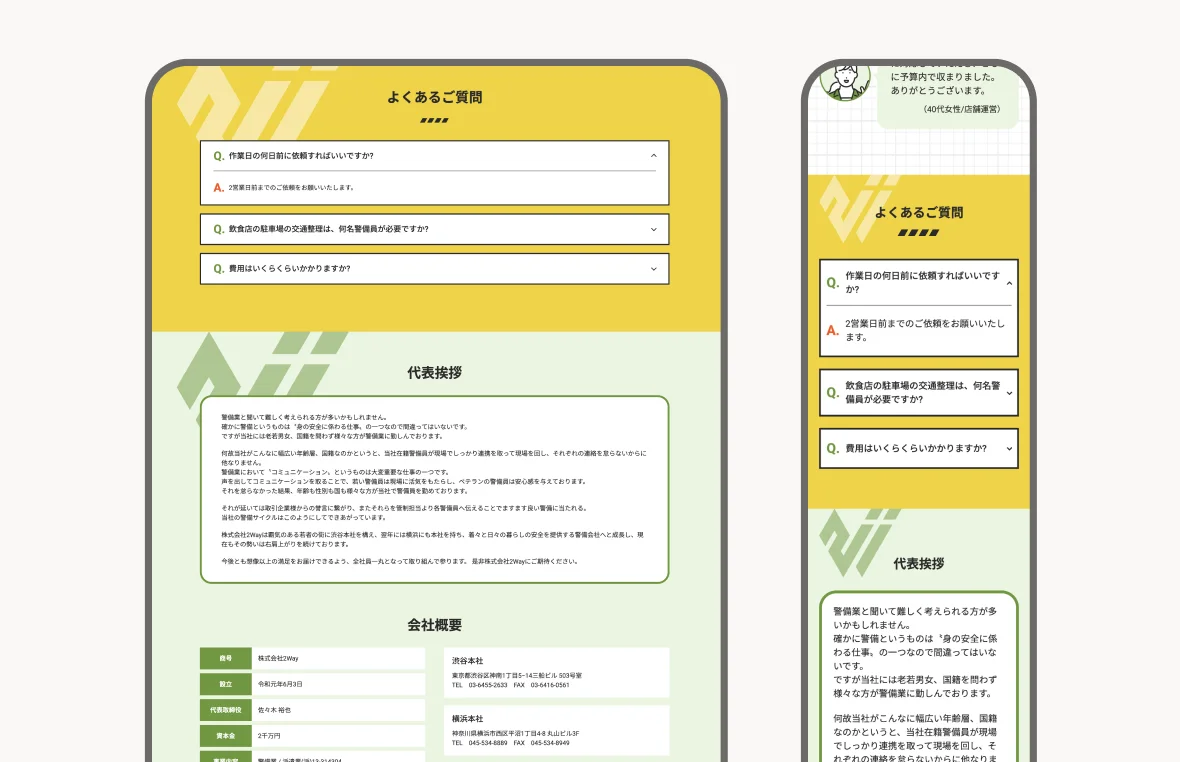 よくあるご質問
Q. 作業日の何日前に依頼すればいいですか?
A. 2営業日前までのご依頼をお願いいたします。
Q. 飲食店の駐車場の交通整理は、何名警備員が必要ですか?
Q. 費用はいくらくらいかかりますか?
代表挨拶
警備業と聞いて難しく考えられる方が多いかもしれません。
確かに警備というものは〝身の安全に係わる仕事〟の一つなので間違ってはいないです。
ですが当社には老若男女、国籍を問わず様々な方が警備業に勤しんでおります。
何故当社がこんなに幅広い年齢層、国籍なのかというと、当社在籍警備員が現場でしっかり連携を取って現場を回し、それぞれの連絡を怠らないからに
他なりません。
警備業において〝コミュニケーション〟というものは大変重要な仕事の一つです。
声を出してコミュニケーションを取ることで、若い警備員は現場に活気をもたらし、ベテランの警備員は安心感を与えております。
それを怠らなかった結果、年齢も性別も国も様々な方が当社で警備員を勤めております。
それが延いては取引企業様からの誉言に繋がり、またそれらを管制担当より各警備員へ伝えることでますます良い警備に当たれる。
当社の警備サイクルはこのようにしてできあがっています。
株式会社2Wayは覇気のある若者の街に渋谷本社を構え、翌年には横浜にも本社を持ち、着々と日々の暮らしの安全を提供する警備会社へと成長し、現
在もその勢いは右肩上がりを続けております。
今後とも想像以上の満足をお届けできるよう、全社員一丸となって取り組んで参ります。 是非株式会社2Wayにご期待ください。
会社概要
商号 株式会社2Way
設立 令和元年6月3日
代表取締役 佐々木 裕也
資本金 2千万円
渋谷本社
東京都渋谷区神南1丁目5−14三船ビル 503号室
TEL 03-6455-2633 FAX 03-6416-0561
横浜本社
神奈川県横浜市西区平沼1丁目4-8 丸山ビル3F
TEL 045-534-8889 FAX 045-534-8949
に予算内で収まりました。
ありがとうございます。
(40代女性/店舗運営)
よくあるご質問
Q. 作業日の何日前に依頼すればいいです
か?
A. 2営業日前までのご依頼をお願いいたし
ます。
Q. 飲食店の駐車場の交通整理は、何名警
備員が必要ですか?
Q. 費用はいくらくらいかかりますか?
代表挨拶
警備業と聞いて難しく考えられる方が多
いかもしれません。
確かに警備というものは〝身の安全に係
わる仕事〟の一つなので間違ってはいな
いです。
ですが当社には老若男女、国籍を問わず
様々な方が警備業に勤しんでおります。
何故当社がこんなに幅広い年齢層、国籍
なのかというと、当社在籍警備員が現場
でしっかり連携を取って現場を回し、そ
れぞれの連絡を怠らないからに他なりま